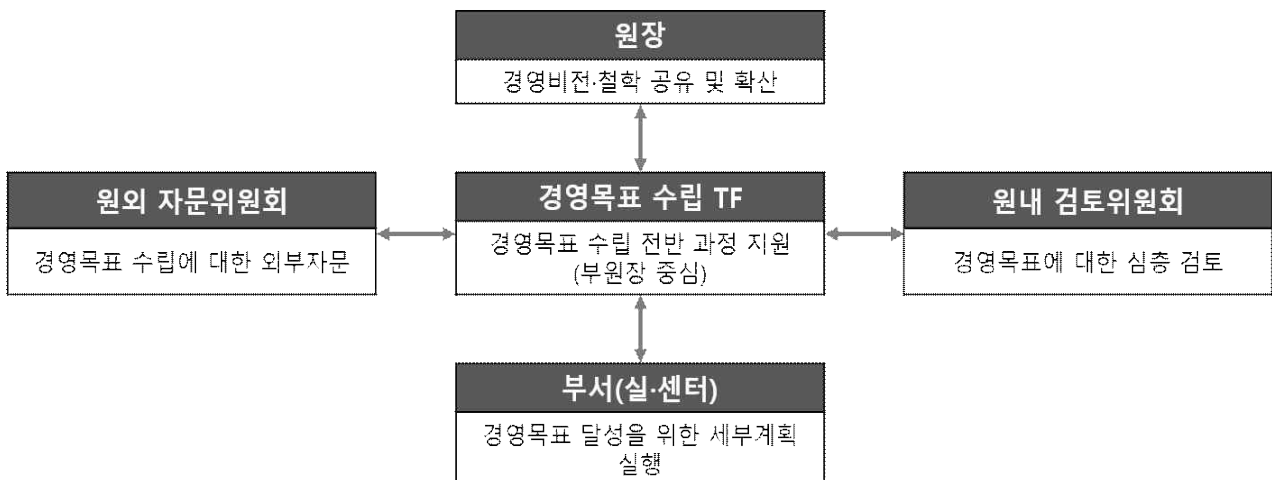 원장
경영비전·철학 공유 및 확산
원외 자문위원회
경영목표 수립에 대한 외부자문
경영목표 수립 TF
경영목표 수립 전반 과정 지원
(부원장 중심)
원내 검토위원회
경영목표에 대한 심층 검토
부서(실·센터)
경영목표 달성을 위한 세부계획
실행